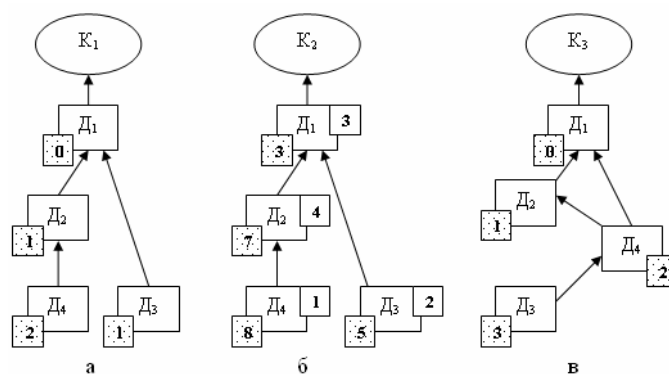 К₁ К₂ К₃
Д₁ Д₁ 3 Д₁
0 3 0
Д₂ Д₂ 4 Д₂
1 7 1 Д₄
2
Д₄ Д₃ Д₄ 1 Д₃ 2 Д₃
2 1 8 5 3
а б в